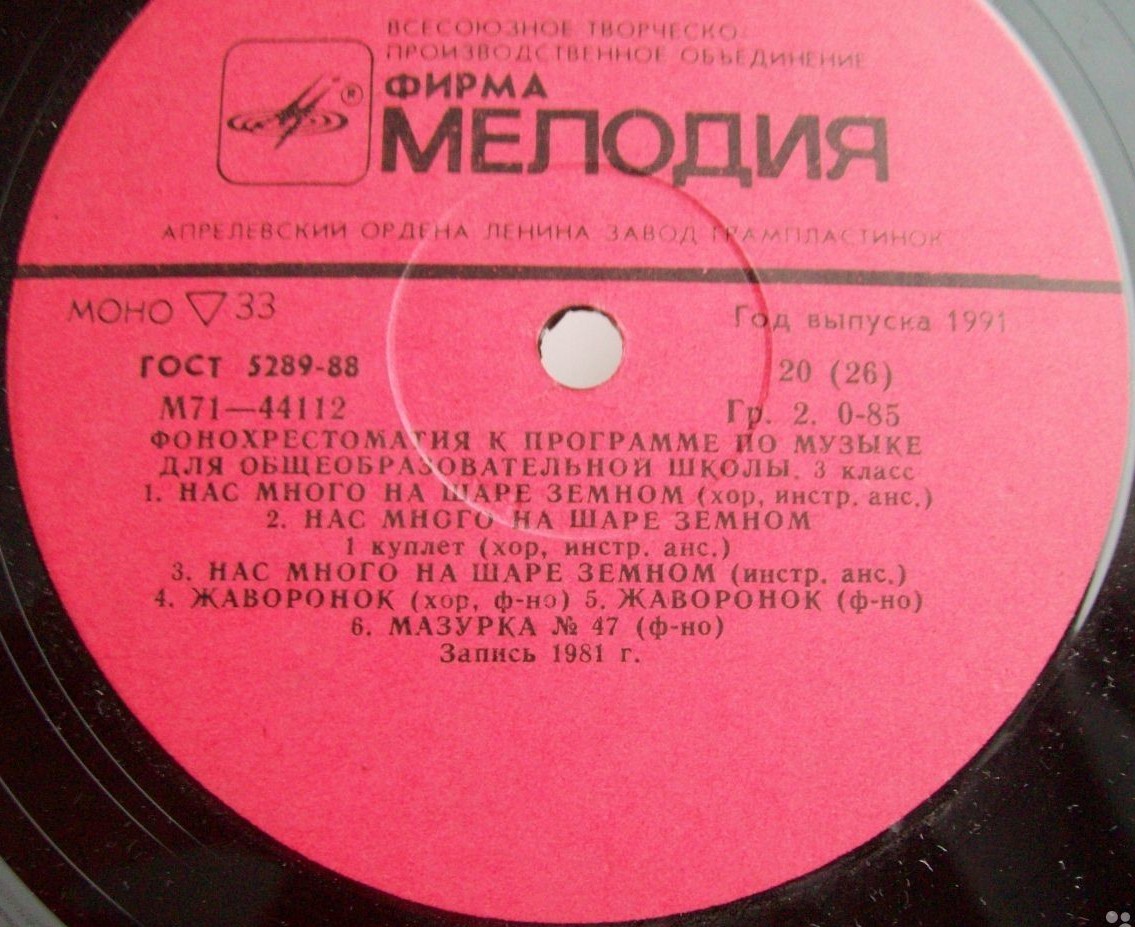 ВСЕСОЮЗНОЕ ТВОРЧЕСКО-
ПРОИЗВОДСТВЕННОЕ ОБЪЕДИНЕНИЕ
ФИРМА
®
МЕЛОДИЯ
АПРЕЛЕВСКИЙ ОРДЕНА ЛЕНИНА ЗАВОД ГРАМПЛАСТИНОК
МОНО ▽ 33
Год выпуска 1991
ГОСТ 5289-88
20 (26)
М71—44112
Гр. 2. 0-85
ФОНОХРЕСТОМАТИЯ К ПРОГРАММЕ ПО МУЗЫКЕ
ДЛЯ ОБЩЕОБРАЗОВАТЕЛЬНОЙ ШКОЛЫ. 3 класс
1. НАС МНОГО НА ШАРЕ ЗЕМНОМ (хор, инстр. анс.)
2. НАС МНОГО НА ШАРЕ ЗЕМНОМ
1 куплет (хор, инстр. анс.)
3. НАС МНОГО НА ШАРЕ ЗЕМНОМ (инстр. анс.)
4. ЖАВОРОНОК (хор, ф-но) 5. ЖАВОРОНОК (ф-но)
6. МАЗУРКА № 47 (ф-но)
Запись 1981 г.